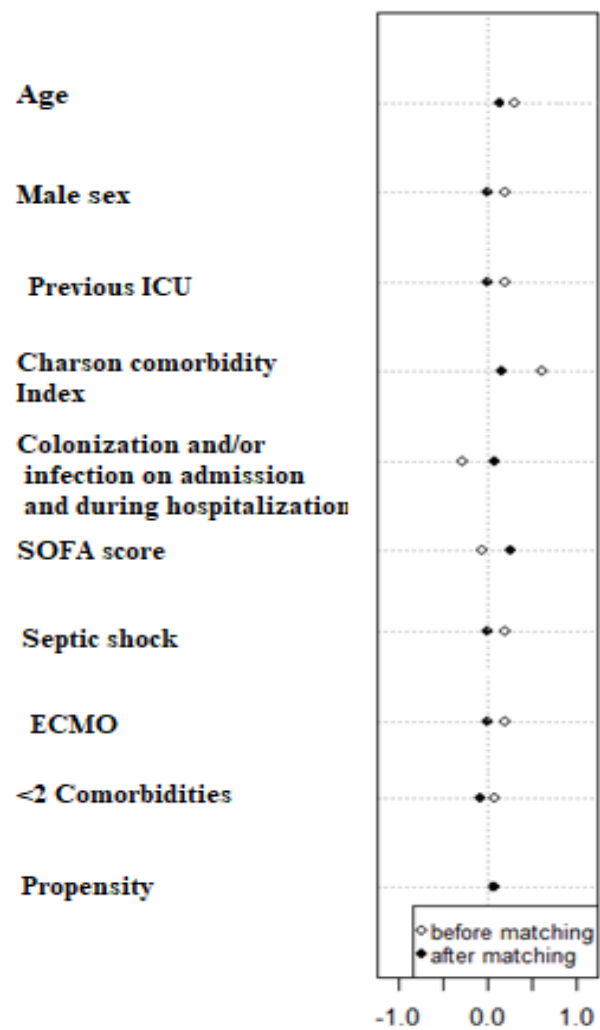 Age
Male sex
Previous ICU
Charson comorbidity
Index
Colonization and/or
infection on admission
and during hospitalization
SOFA score
Septic shock
ECMO
<2 Comorbidities
Propensity
before matching
after matching
-1.0 0.0 1.0